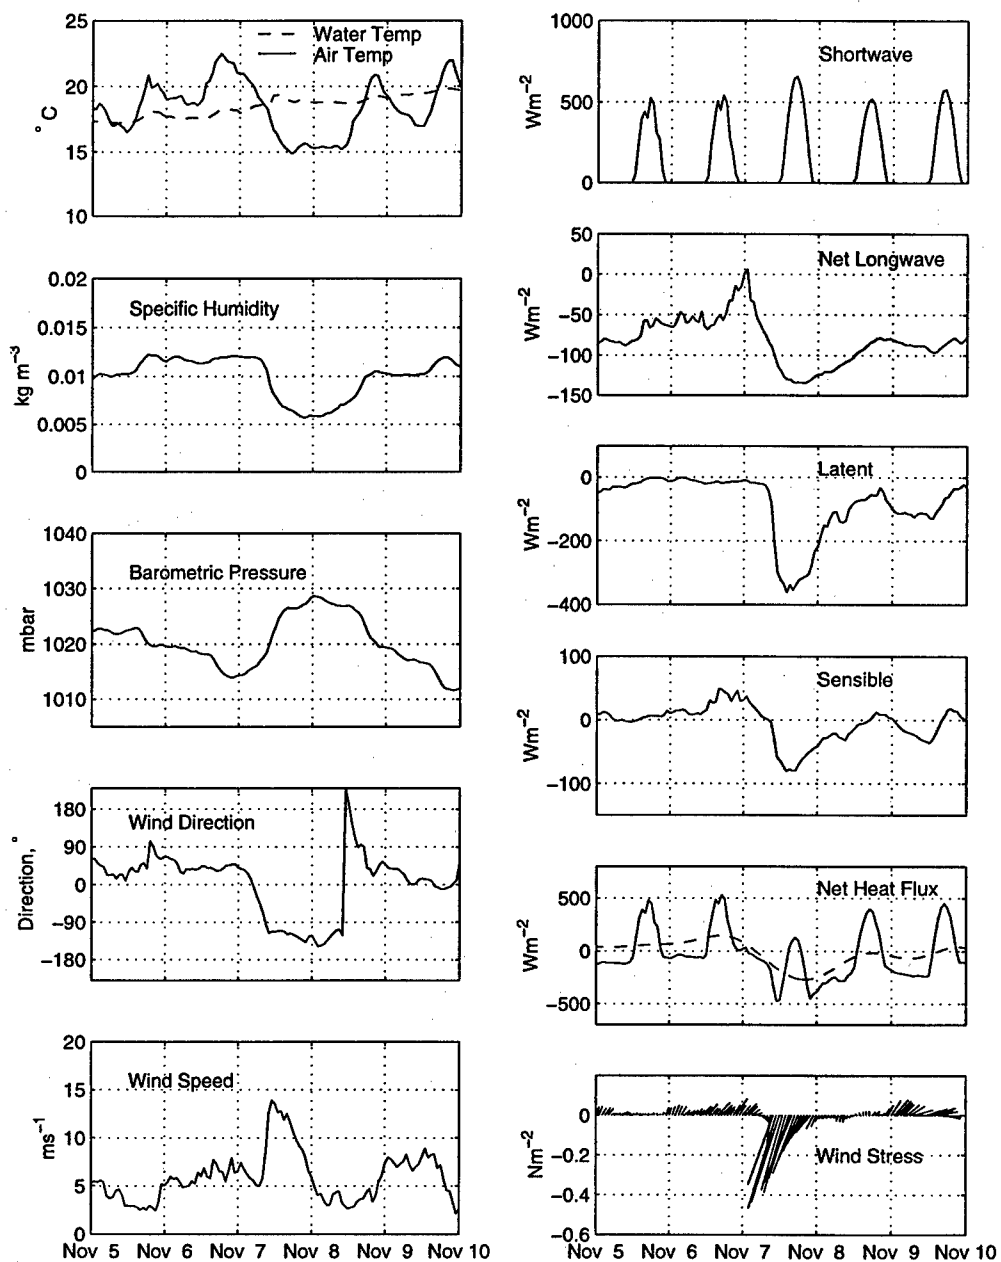 25
20
15
10
° C
Water Temp
Air Temp
0.02
0.015
0.01
0.005
0
kg m⁻³
Specific Humidity
1040
1030
1020
1010
mbar
Barometric Pressure
180
90
0
−90
−180
Direction, °
Wind Direction
20
15
10
5
0
ms⁻¹
Wind Speed
Nov 5 Nov 6 Nov 7 Nov 8 Nov 9 Nov 10
1000
500
0
Wm⁻²
Shortwave
50
0
−50
−100
−150
Wm⁻²
Net Longwave
0
−200
−400
Wm⁻²
Latent
100
0
−100
Wm⁻²
Sensible
500
0
−500
Wm⁻²
Net Heat Flux
0
−0.2
−0.4
−0.6
Nm⁻²
Wind Stress
Nov 5 Nov 6 Nov 7 Nov 8 Nov 9 Nov 10